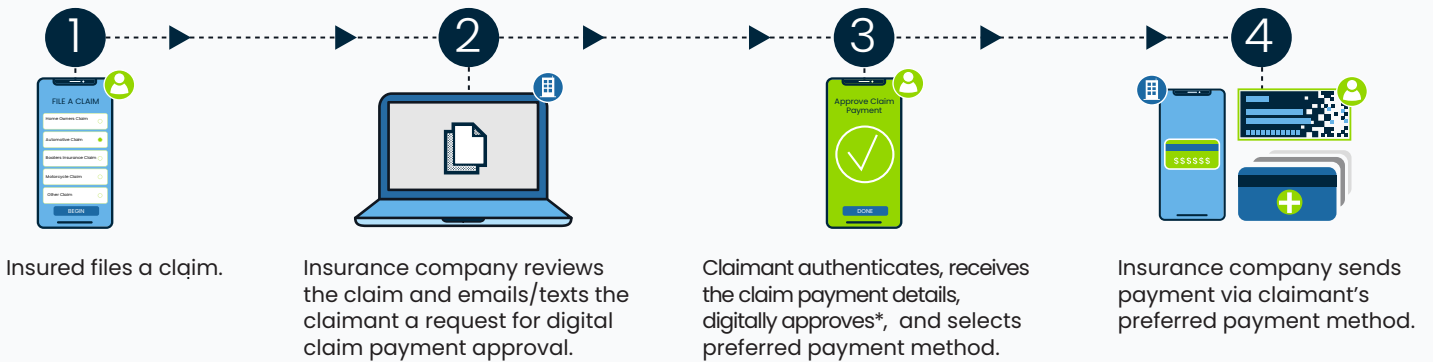 1
2
3
4
FILE A CLAIM
Home Owners Claim
Automotive Claim
Boaters Insurance Claim
Motorcycle Claim
Other Claim
BEGIN
Approve Claim
Payment
DONE
$$$$$$
Insured files a claim.
Insurance company reviews
the claim and emails/texts the
claimant a request for digital
claim payment approval.
Claimant authenticates, receives
the claim payment details,
digitally approves*, and selects
preferred payment method.
Insurance company sends
payment via claimant's
preferred payment method.